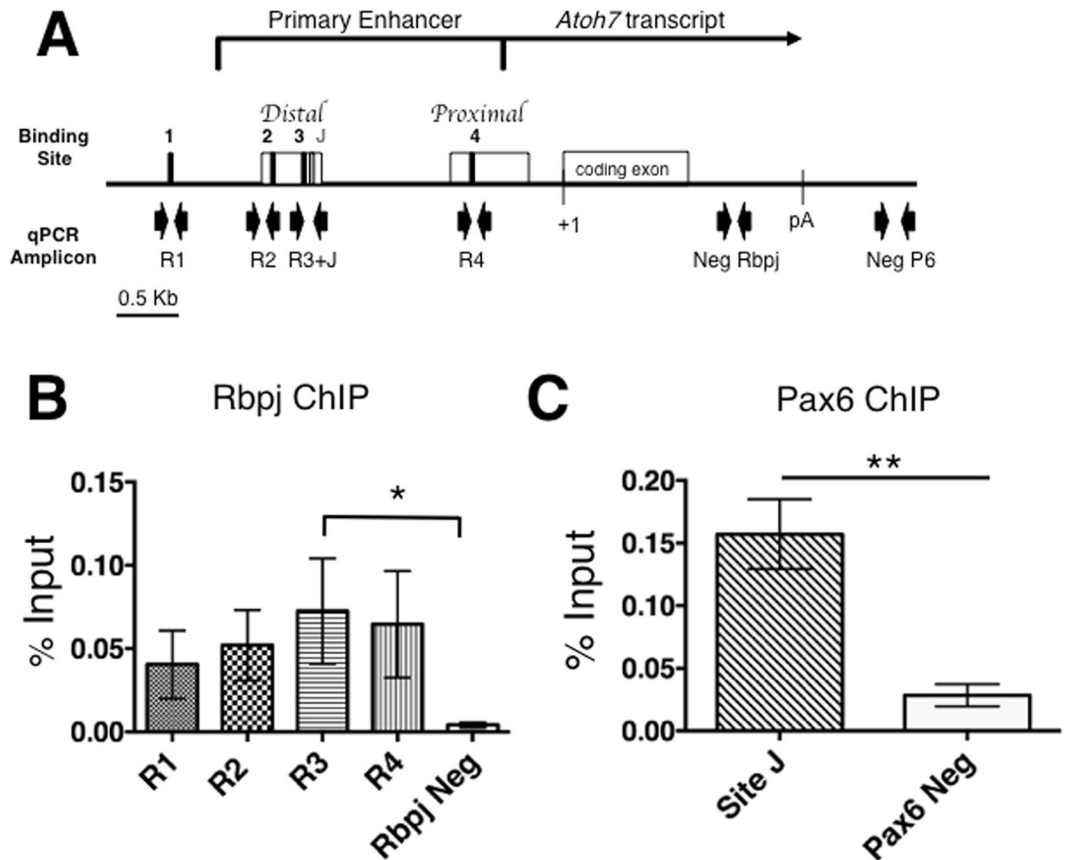 A
Primary Enhancer
Atoh7 transcript
Distal
Proximal
Binding
Site
1
2
3
J
4
coding exon
qPCR
Amplicon
R1
R2
R3+J
R4
+1
Neg Rbpj
pA
Neg P6
0.5 Kb
B
Rbpj ChIP
% Input
0.15
0.10
0.05
0.00
*
R1
R2
R3
R4
Rbpj Neg
C
Pax6 ChIP
% Input
0.20
0.15
0.10
0.05
0.00
**
Site J
Pax6 Neg